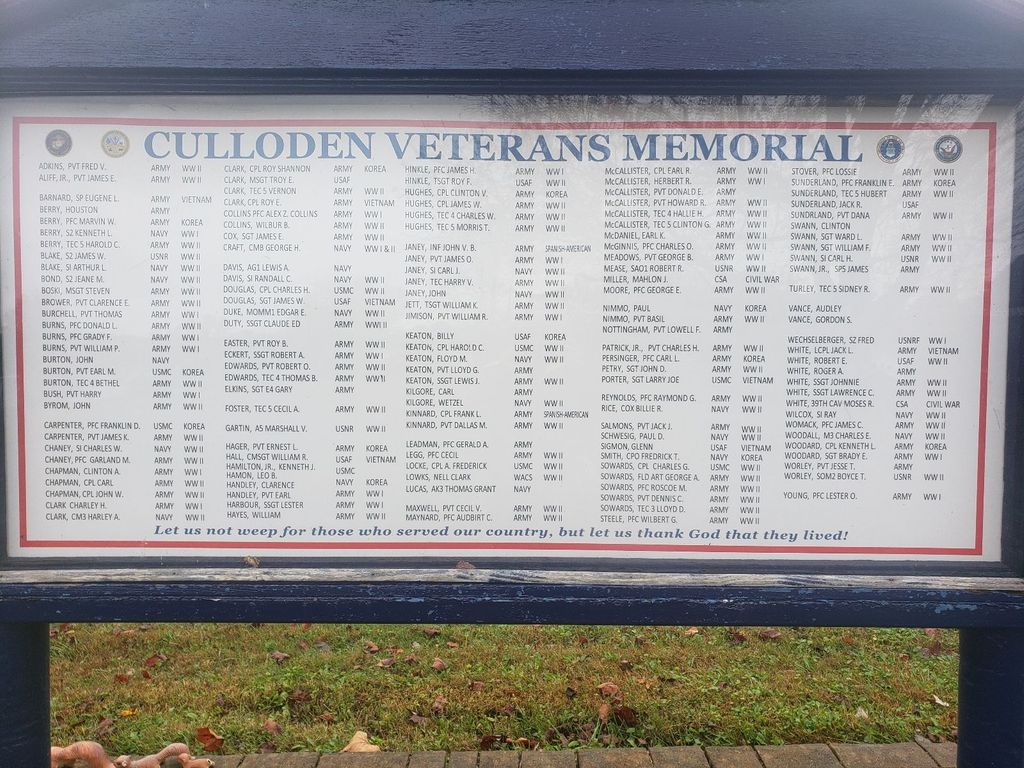 CULLODEN VETERANS MEMORIAL
ADKINS, PVT FRED V. ARMY WW II
ALIFF, JR., PVT JAMES E. ARMY WW II
BARNARD, SP EUGENE L. ARMY VIETNAM
BERRY, HOUSTON ARMY
BERRY, PFC MARVIN W. ARMY KOREA
BERRY, S2 KENNETH L. NAVY WW I
BERRY, TEC 5 HAROLD C. ARMY WW II
BLAKE, S2 JAMES W. USNR WW II
BLAKE, SI ARTHUR L. NAVY WW I
BOND, S2 JEANE M. NAVY WW II
BOSKI, MSGT STEVEN ARMY WW II
BROWER, PVT CLARENCE E. ARMY WW I
BURCHELL, PVT THOMAS ARMY WW I
BURNS, PFC DONALD L. ARMY WW II
BURNS, PFC GRADY F. ARMY WW I
BURNS, PVT WILLIAM P. ARMY WW I
BURTON, JOHN NAVY
BURTON, PVT EARL M. USMC KOREA
BURTON, TEC 4 BETHEL ARMY WW II
BUSH, PVT HARRY ARMY WW I
BYROM, JOHN ARMY WW II
CARPENTER, PFC FRANKLIN D. USMC KOREA
CARPENTER, PVT JAMES K. ARMY WW II
CHANEY, SI CHARLES W. NAVY WW II
CHANEY, PFC GARLAND M. ARMY WW II
CHAPMAN, CLINTON A. ARMY WW I
CHAPMAN, CPL CARL ARMY WW II
CHAPMAN, CPL JOHN W. ARMY WW II
CLARK CHARLEY H. ARMY WW I
CLARK, CM3 HARLEY A. NAVY WW II
CLARK, CPL ROY SHANNON ARMY KOREA
CLARK, MSGT TROY E. USAF
CLARK, TEC 5 VERNON ARMY WW II
CLARK, CPL ROY E. ARMY VIETNAM
COLLINS PFC ALEX Z. COLLINS ARMY WW I
COLLINS, WILBUR B. ARMY WW II
COX, SGT JAMES E. ARMY WW II
CRAFT, CMB GEORGE H. NAVY WW I & II
DAVIS, AG1 LEWIS A. NAVY
DAVIS, SI RANDALL C. NAVY WW II
DOUGLAS, CPL CHARLES H. USMC WW II
DOUGLAS, SGT JAMES W. USAF VIETNAM
DUKE, MOMM1 EDGAR E. NAVY WW II
DUTY, SSGT CLAUDE ED ARMY WWII
EASTER, PVT ROY B. ARMY WW II
ECKERT, SSGT ROBERT A. ARMY WW I
EDWARDS, PVT ROBERT O. ARMY WW II
EDWARDS, TEC 4 THOMAS B. ARMY WW II
ELKINS, SGT E4 GARY ARMY
FOSTER, TEC 5 CECIL A. ARMY WW II
GARTIN, AS MARSHALL V. USNR WW II
HAGER, PVT ERNEST L. ARMY KOREA
HALL, CMSGT WILLIAM R. USAF VIETNAM
HAMILTON, JR., KENNETH J. USMC
HAMON, LEO B.
HANDLEY, CLARENCE NAVY KOREA
HANDLEY, PVT EARL ARMY WW I
HARBOUR, SSGT LESTER ARMY WW I
HAYES, WILLIAM ARMY WW II
HINKLE, PFC JAMES H. ARMY WW I
HINKLE, TSGT ROY F. USAF WW II
HUGHES, CPL CLINTON V. ARMY KOREA
HUGHES, CPL JAMES W. ARMY WW II
HUGHES, TEC 4 CHARLES W. ARMY WW II
HUGHES, TEC 5 MORRIS T. ARMY WW II
JANEY, INF JOHN V. B. ARMY SPANISH-AMERICAN
JANEY, PVT JAMES O. ARMY WW I
JANEY, SI CARL J. NAVY WW II
JANEY, TEC HARRY V. ARMY WW II
JANEY, JOHN NAVY WW II
JETT, TSGT WILLIAM K. ARMY WW II
JIMISON, PVT WILLIAM R. ARMY WW I
KEATON, BILLY USAF KOREA
KEATON, CPL HAROLD C. USMC WW II
KEATON, FLOYD M. NAVY WW II
KEATON, PVT LLOYD G. ARMY
KEATON, SSGT LEWIS J. ARMY WW II
KILGORE, CARL ARMY
KILGORE, WETZEL NAVY WW II
KINNARD, CPL FRANK L. ARMY SPANISH-AMERICAN
KINNARD, PVT DALLAS M. ARMY WW II
LEADMAN, PFC GERALD A. ARMY
LEGG, PFC CECIL ARMY WW II
LOCKE, CPL A. FREDERICK USMC WW II
LOWKS, NELL CLARK WACS WW II
LUCAS, AK3 THOMAS GRANT NAVY
MAXWELL, PVT CECIL V. ARMY WW II
MAYNARD, PFC AUDBIRT C. ARMY WW II
McCALLISTER, CPL EARL R. ARMY WW II
McCALLISTER, HERBERT R. ARMY WW I
McCALLISTER, PVT DONALD E. ARMY
McCALLISTER, PVT HOWARD R. ARMY WW II
McCALLISTER, TEC 4 HALLIE H. ARMY WW II
McCALLISTER, TEC 5 CLINTON G. ARMY WW II
McDANIEL, EARL K. ARMY WW II
McGINNIS, PFC CHARLES O. ARMY WW II
MEADOWS, PVT GEORGE B. ARMY WW I
MEASE, SAO1 ROBERT R. USNR WW II
MILLER, MAHLON J. CSA CIVIL WAR
MOORE, PFC GEORGE E. ARMY WW II
NIMMO, PAUL NAVY KOREA
NIMMO, PVT BASIL ARMY WW II
NOTTINGHAM, PVT LOWELL F. ARMY
PATRICK, JR., PVT CHARLES H. ARMY WW II
PERSINGER, PFC CARL L. ARMY KOREA
PETRY, SGT JOHN D. ARMY WW II
PORTER, SGT LARRY JOE USMC VIETNAM
REYNOLDS, PFC RAYMOND G. ARMY WW II
RICE, COX BILLIE R. NAVY WW II
SALMONS, PVT JACK J. ARMY WW II
SCHWESIG, PAUL D. NAVY WW II
SIGMON, GLENN USAF VIETNAM
SMITH, CPO FREDRICK T. NAVY KOREA
SOWARDS, CPL CHARLES G. USMC WW II
SOWARDS, FLD ART GEORGE A. ARMY WW II
SOWARDS, PFC ROSCOE M. ARMY WW II
SOWARDS, PVT DENNIS C. ARMY WW II
SOWARDS, TEC 3 LLOYD D. ARMY WW II
STEELE, PFC WILBERT G. ARMY WW II
STOVER, PFC LOSSIE ARMY WW II
SUNDERLAND, PFC FRANKLIN E. ARMY KOREA
SUNDERLAND, TEC 5 HUBERT ARMY WW II
SUNDERLAND, JACK R. USAF
SUNDRLAND, PVT DANA ARMY WW II
SWANN, CLINTON
SWANN, SGT WARD L. ARMY WW II
SWANN, SGT WILLIAM F. ARMY WW II
SWANN, SI CARL H. USNR WW II
SWANN, JR., SP5 JAMES ARMY
TURLEY, TEC 5 SIDNEY R. ARMY WW II
VANCE, AUDLEY
VANCE, GORDON S.
WECHSELBERGER, SZ FRED USNRF WW I
WHITE, LCPL JACK L. ARMY VIETNAM
WHITE, ROBERT E. USAF WW II
WHITE, ROGER A. ARMY
WHITE, SSGT JOHNNIE ARMY WW II
WHITE, SSGT LAWRENCE C. ARMY WW II
WHITE, 39TH CAV MOSES R. CSA CIVIL WAR
WILCOX, SI RAY NAVY WW II
WOMACK, PFC JAMES C. ARMY WW II
WOODALL, M3 CHARLES E. NAVY WW II
WOODARD, CPL KENNETH L. ARMY KOREA
WOODARD, SGT BRADY E. ARMY WW I
WORLEY, PVT JESSE T. ARMY
WORLEY, SOM2 BOYCE T. USNR WW II
YOUNG, PFC LESTER O. ARMY WW I
Let us not weep for those who served our country, but let us thank God that they lived!